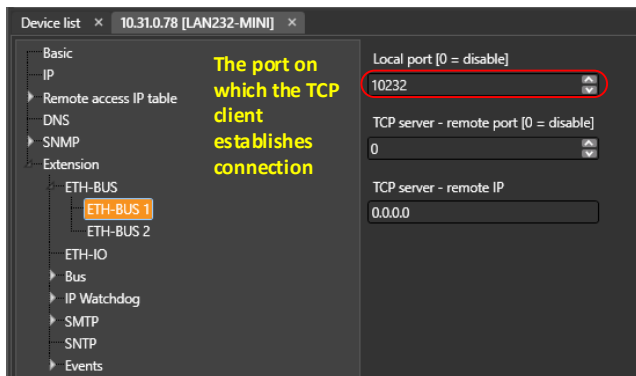 Device list × 10.31.0.78 [LAN232-MINI] ×
Basic
IP
Remote access IP table
DNS
SNMP
Extension
ETH-BUS
ETH-BUS 1
ETH-BUS 2
ETH-IO
Bus
IP Watchdog
SMTP
SNTP
Events
The port on
which the TCP
client
establishes
connection
Local port [0 = disable]
10232
TCP server - remote port [0 = disable]
0
TCP server - remote IP
0.0.0.0